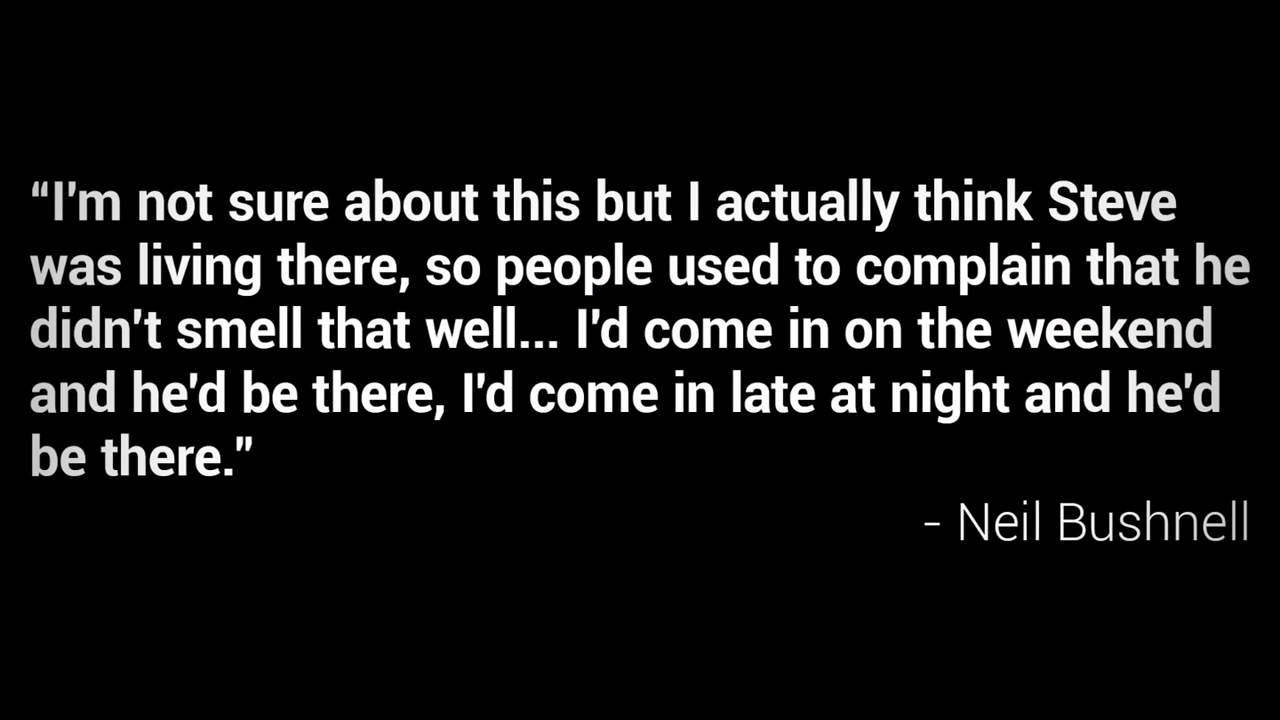 “I'm not sure about this but I actually think Steve
was living there, so people used to complain that he
didn't smell that well... I'd come in on the weekend
and he'd be there, I'd come in late at night and he'd
be there.”
- Neil Bushnell